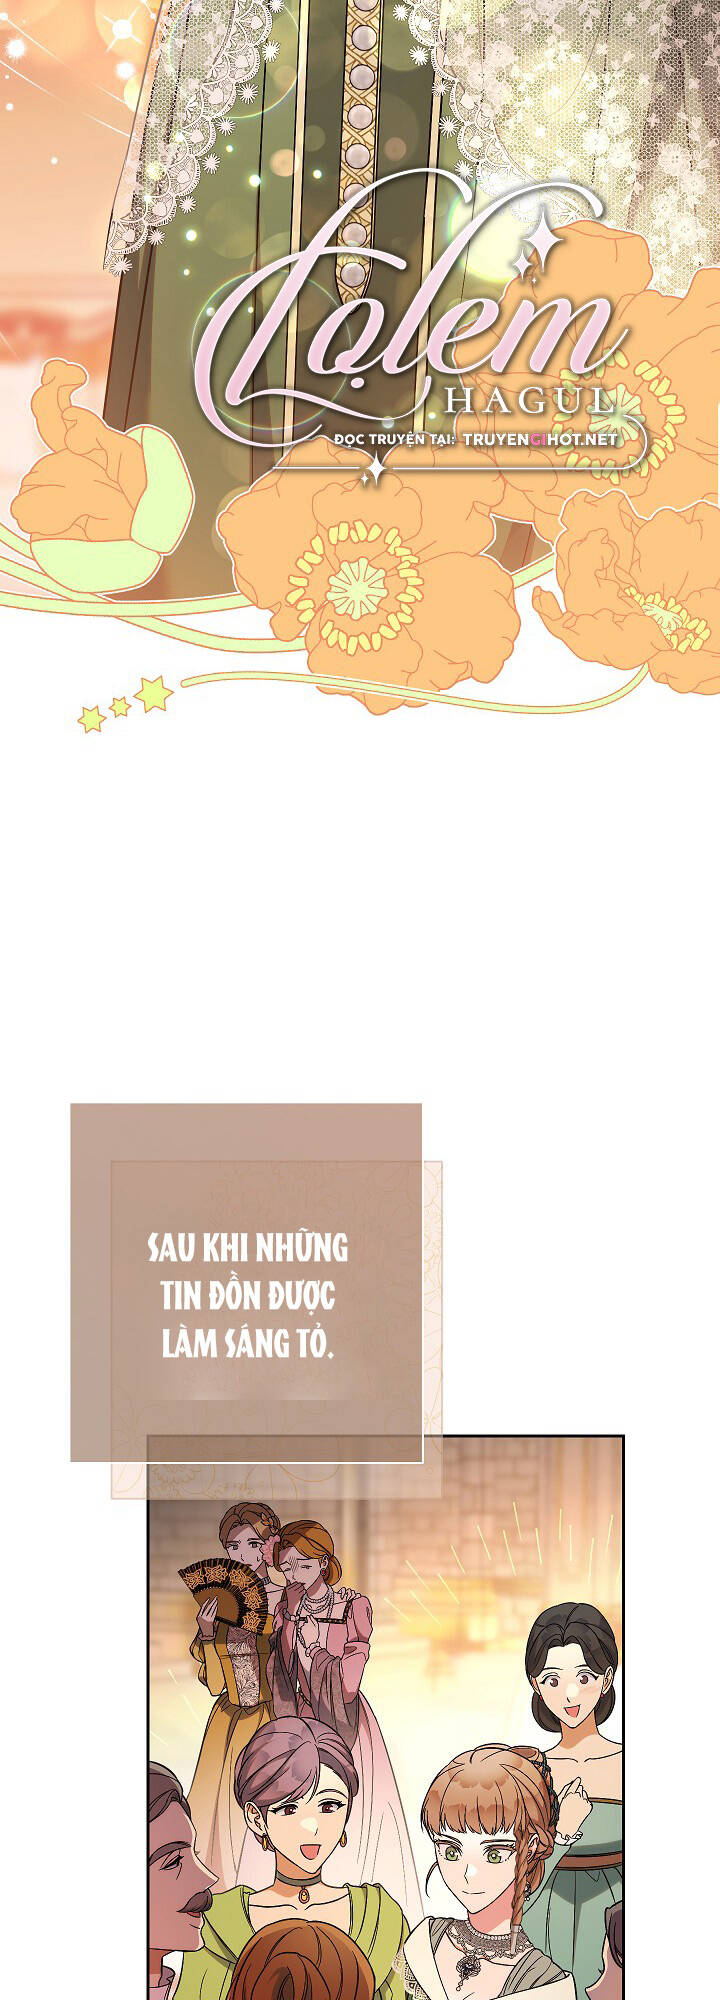 Lọlem
HAGUL
ĐỌC TRUYỆN TẠI: TRUYENGIHOT.NET
SAU KHI NHỮNG
TIN ĐỒN ĐƯỢC
LÀM SÁNG TỎ.